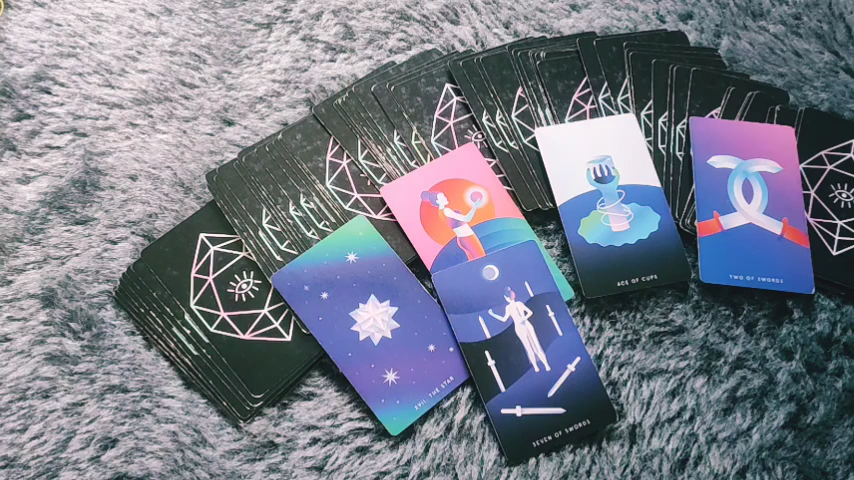 ACE OF CUPS
TWO OF SWORDS
XVII. THE STAR
SEVEN OF SWORDS